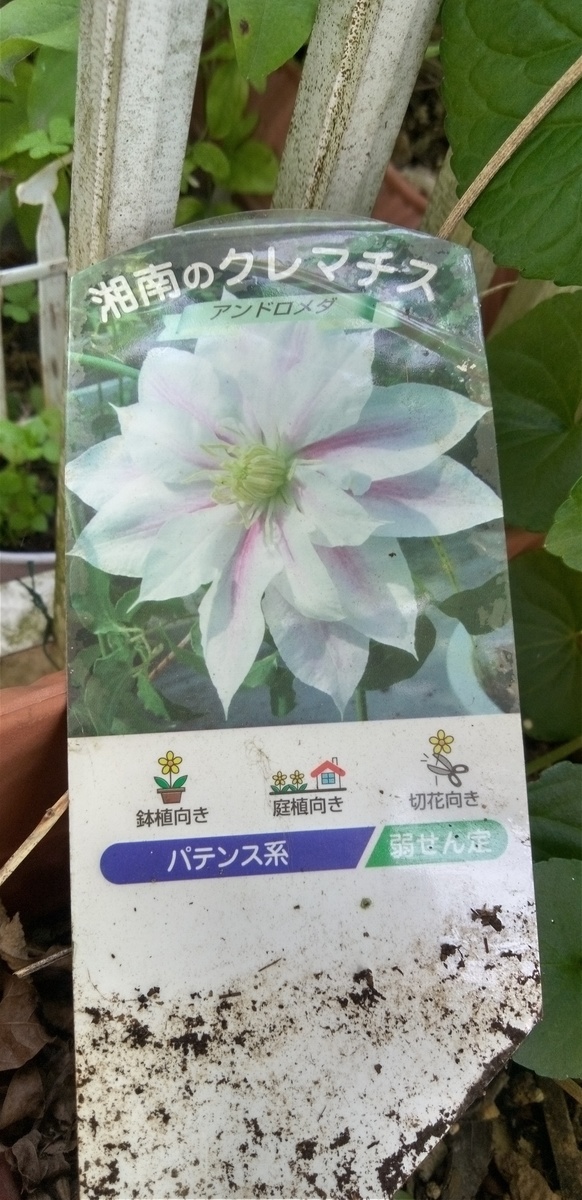 湘南のクレマチス
アンドロメダ
鉢植向き
庭植向き
切花向き
パテンス系
弱せん定